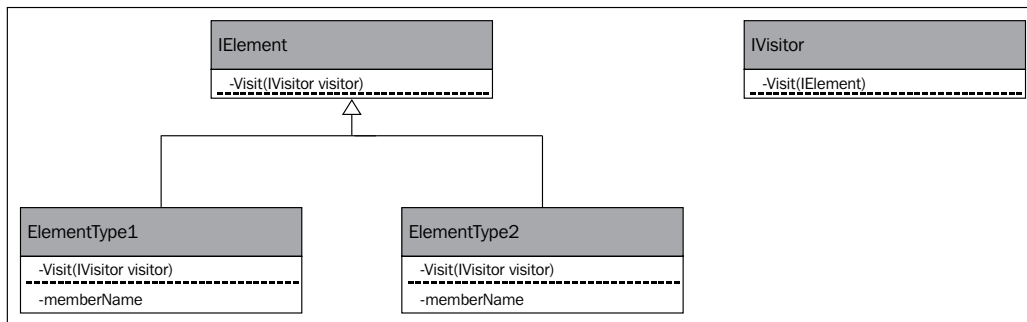 IElement
-Visit(IVisitor visitor)
IVisitor
-Visit(IElement)
ElementType1
-Visit(IVisitor visitor)
-memberName
ElementType2
-Visit(IVisitor visitor)
-memberName